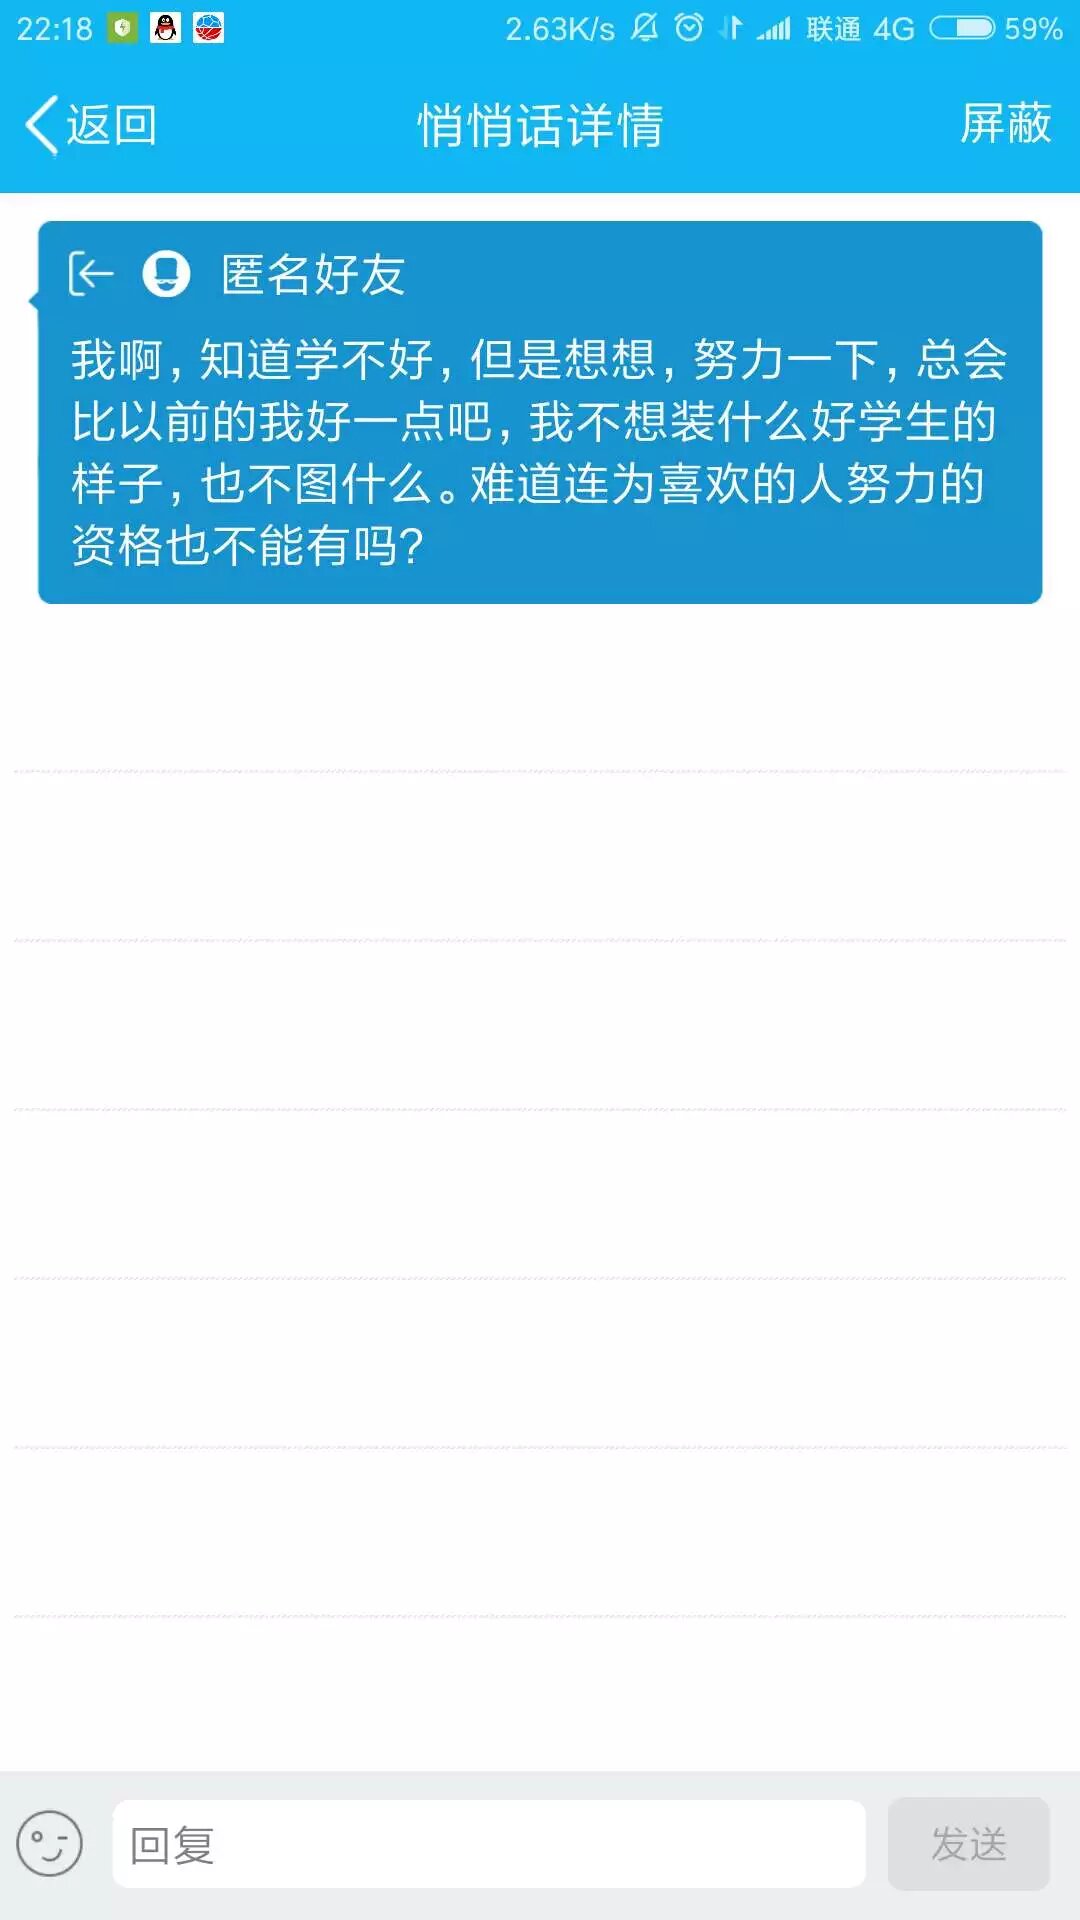 22:18 2.63K/s 联通 4G 59%
返回 悄悄话详情 屏蔽
匿名好友
我啊，知道学不好，但是想想，努力一下，总会
比以前的我好一点吧，我不想装什么好学生的
样子，也不图什么。难道连为喜欢的人努力的
资格也不能有吗？
回复 发送